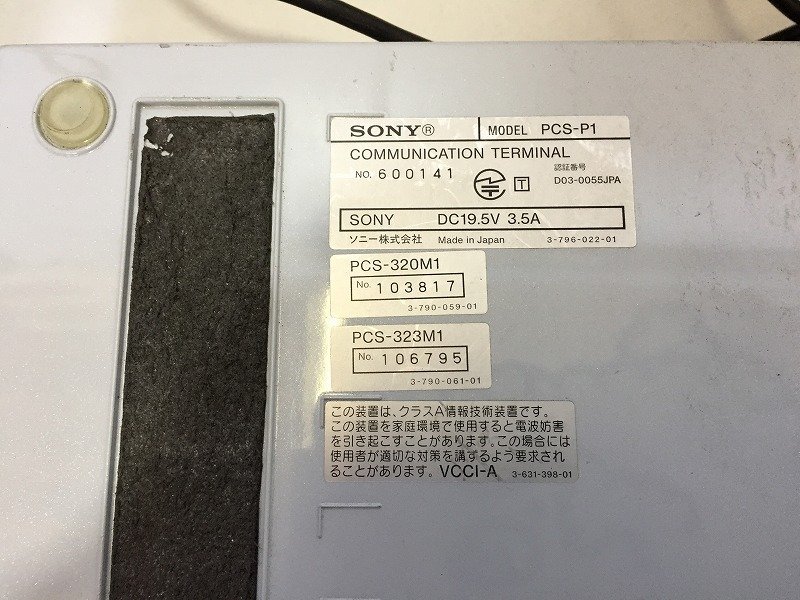 SONY® MODEL PCS-P1
COMMUNICATION TERMINAL
NO. 600141
認証番号
T D03-0055JPA
SONY DC19.5V 3.5A
ソニー株式会社 Made in Japan 3-796-022-01
PCS-320M1
No. 103817
3-790-059-01
PCS-323M1
No. 106795
3-790-061-01
この装置は、クラスA情報技術装置です。
この装置を家庭環境で使用すると電波妨害
を引き起こすことがあります。この場合には
使用者が適切な対策を講ずるよう要求され
ることがあります。VCCI-A 3-631-398-01